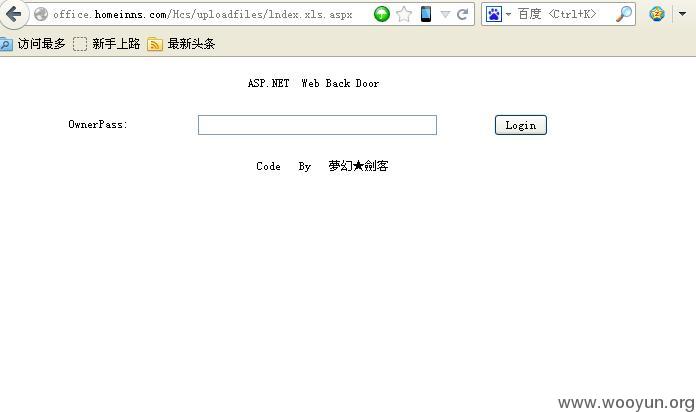 office.homeinns.com/Hcs/uploadfiles/lndex.xls.aspx
百度 <Ctrl+K>
访问最多 新手上路 最新头条
ASP.NET Web Back Door
OwnerPass: Login
Code By 夢幻★劍客
www.wooyun.org